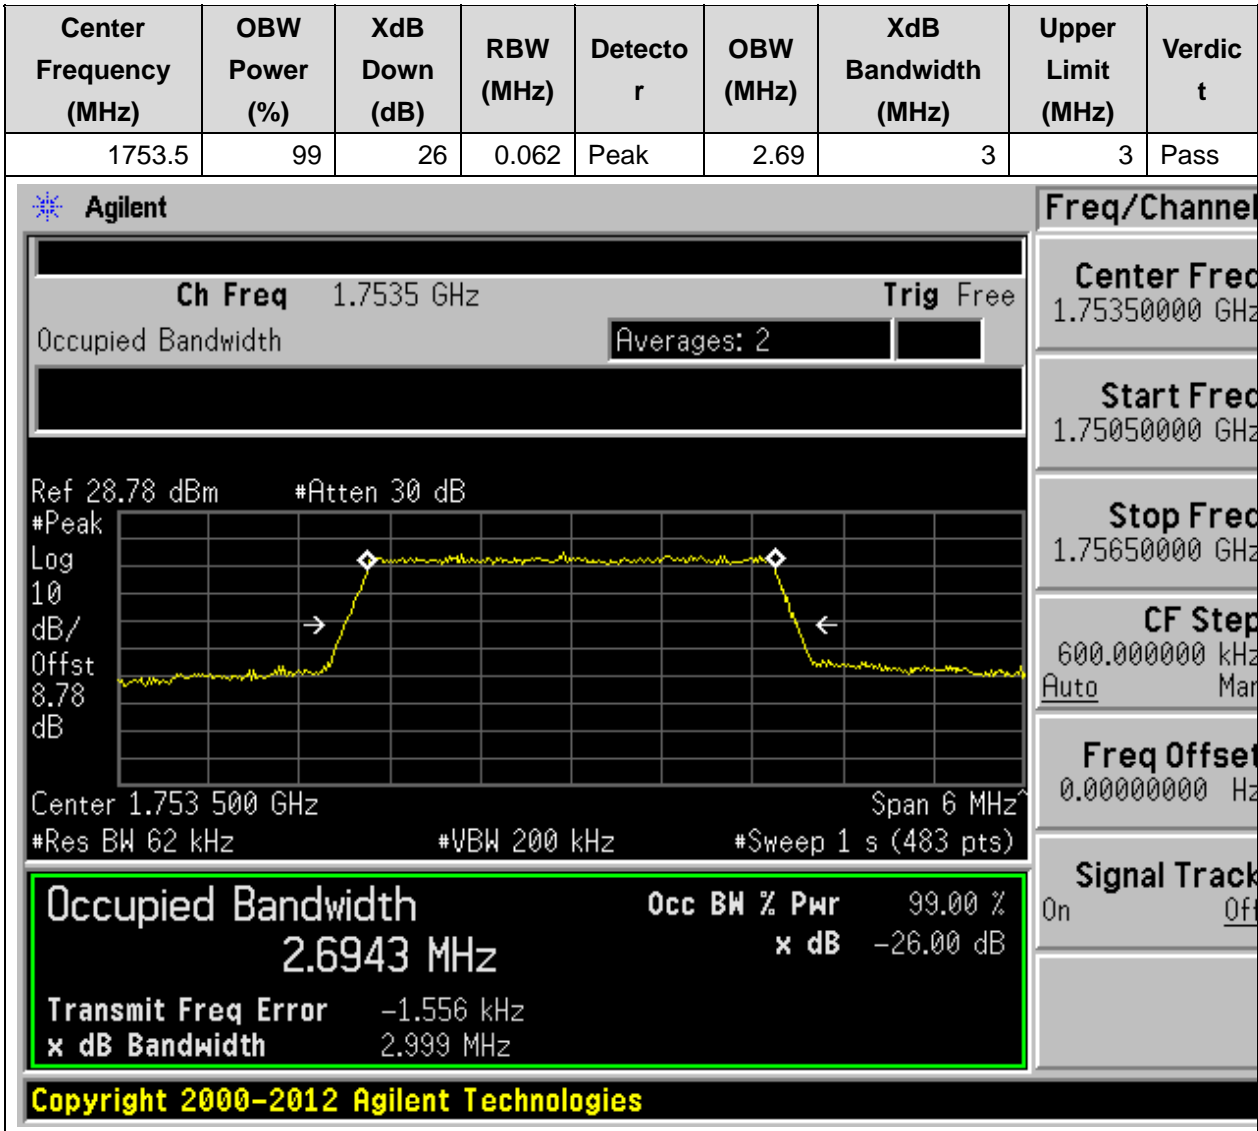 Center Frequency (MHz) OBW Power (%) XdB Down (dB) RBW (MHz) Detector OBW (MHz) XdB Bandwidth (MHz) Upper Limit (MHz) Verdict
1753.5 99 26 0.062 Peak 2.69 3 3 Pass
Agilent
Freq/Channel
Ch Freq 1.7535 GHz Trig Free
Occupied Bandwidth Averages: 2
Center Freq
1.75350000 GHz
Start Freq
1.75050000 GHz
Stop Freq
1.75650000 GHz
CF Step
600.000000 kHz
Auto Man
Freq Offset
0.00000000 Hz
Signal Track
On Off
Ref 28.78 dBm #Atten 30 dB
#Peak
Log
10
dB/
Offst
8.78
dB
Center 1.753 500 GHz Span 6 MHz^
#Res BW 62 kHz #VBW 200 kHz #Sweep 1 s (483 pts)
Occupied Bandwidth Occ BW % Pwr 99.00 %
2.6943 MHz x dB -26.00 dB
Transmit Freq Error -1.556 kHz
x dB Bandwidth 2.999 MHz
Copyright 2000-2012 Agilent Technologies